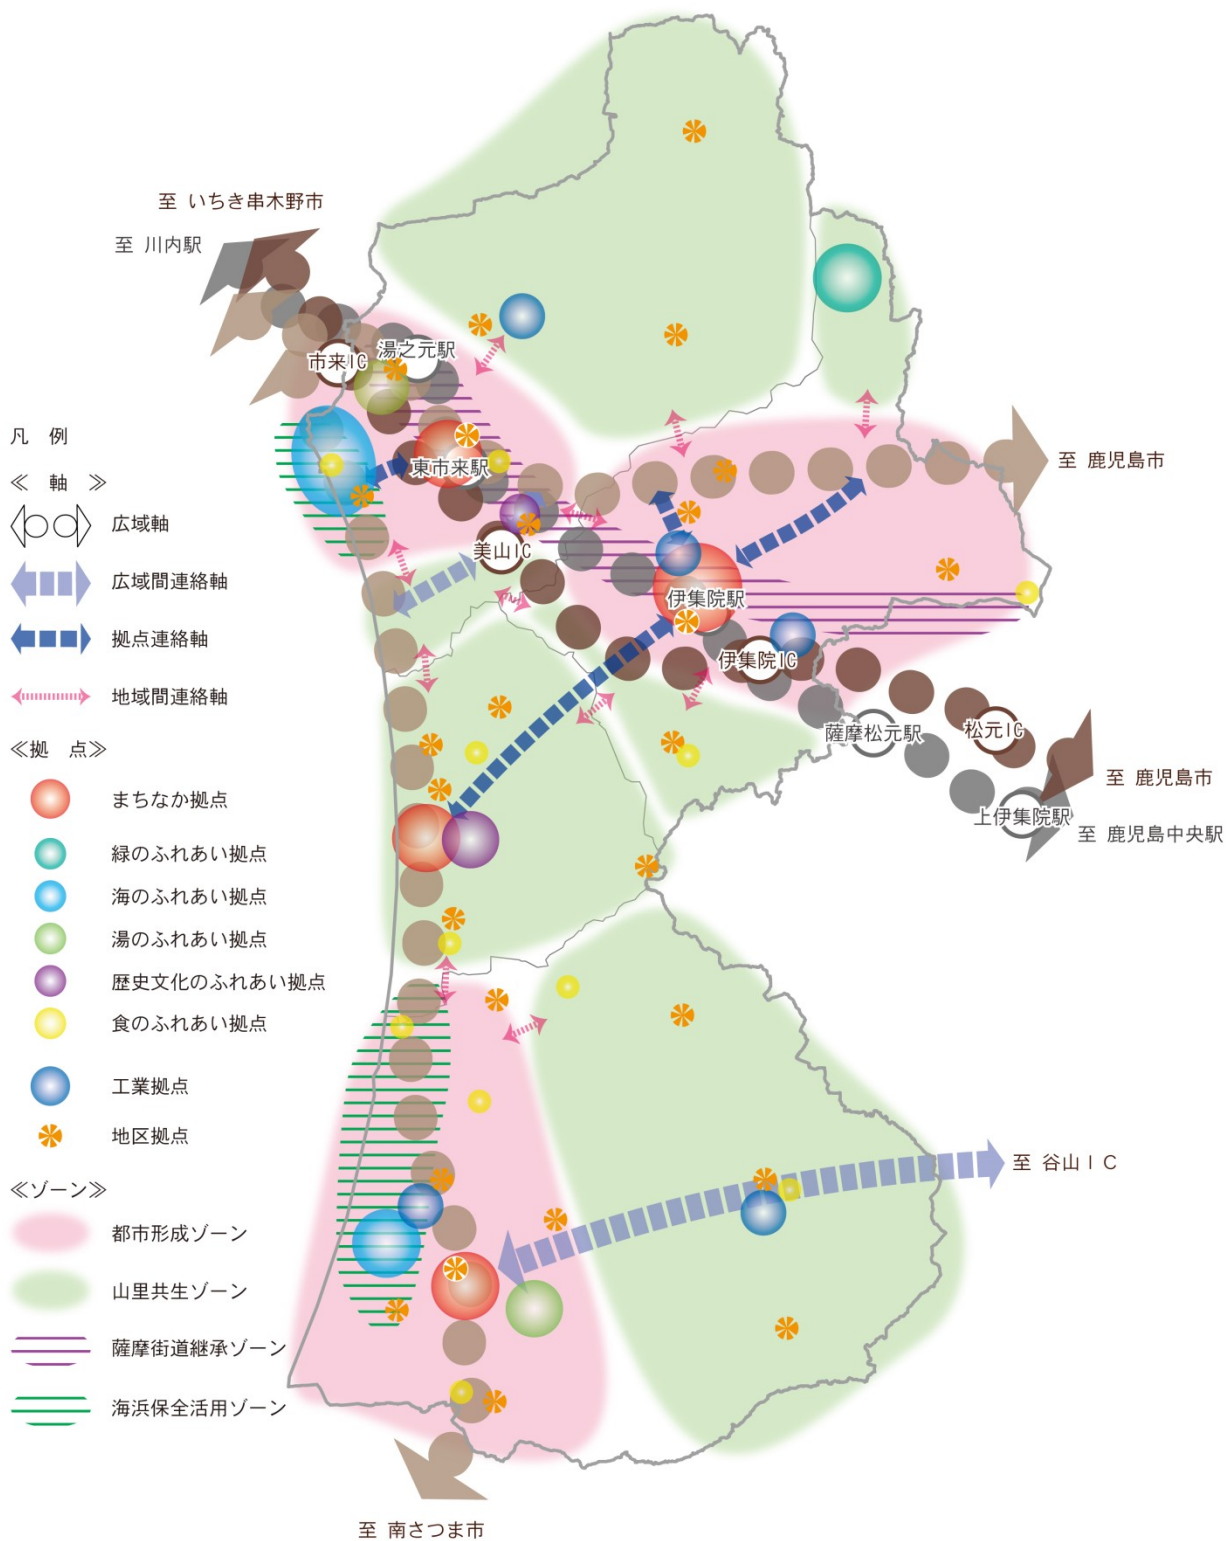 至 いちき串木野市
至 川内駅
湯之元駅
市来IC
東市来駅
美山IC
至 鹿児島市
伊集院駅
伊集院IC
薩摩松元駅
松元IC
至 鹿児島市
上伊集院駅
至 鹿児島中央駅
至 谷山IC
至 南さつま市
凡 例
≪ 軸 ≫
広域軸
広域間連絡軸
拠点連絡軸
地域間連絡軸
≪拠 点≫
まちなか拠点
緑のふれあい拠点
海のふれあい拠点
湯のふれあい拠点
歴史文化のふれあい拠点
食のふれあい拠点
工業拠点
地区拠点
≪ゾーン≫
都市形成ゾーン
山里共生ゾーン
薩摩街道継承ゾーン
海浜保全活用ゾーン